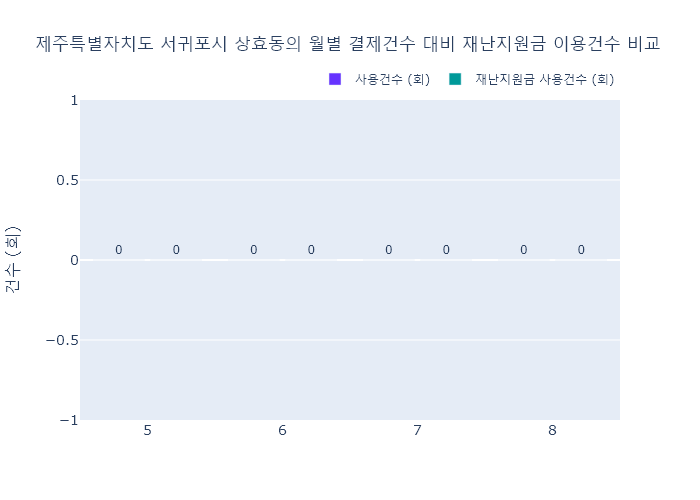 제주특별자치도 서귀포시 상효동의 월별 결제건수 대비 재난지원금 이용건수 비교
사용건수 (회) 재난지원금 사용건수 (회)
건수 (회)
1
0.5
0
−0.5
−1
0 0 0 0 0 0 0 0
5 6 7 8